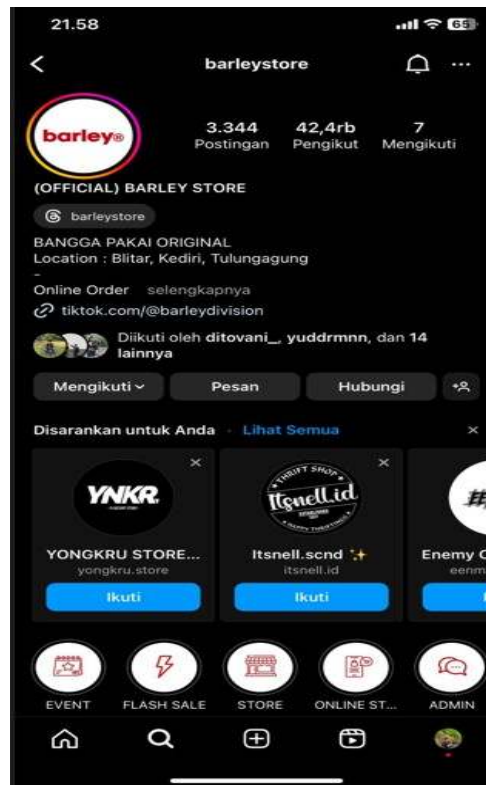 21.58
65
barleystore
barley®
3.344 42,4rb 7
Postingan Pengikut Mengikuti
(OFFICIAL) BARLEY STORE
barleystore
BANGGA PAKAI ORIGINAL
Location : Blitar, Kediri, Tulungagung
-
Online Order selengkapnya
tiktok.com/@barleydivision
Diikuti oleh ditovani_, yuddrmnn, dan 14
lainnya
Mengikuti Pesan Hubungi
Disarankan untuk Anda · Lihat Semua
YNKR.
THRIFT SHOP
Itsnell.id
HAPPY THRIFTING
YONGKRU STORE... Itsnell.scnd Enemy C
yongkru.store itsnell.id eenm
Ikuti Ikuti
EVENT FLASH SALE STORE ONLINE ST... ADMIN